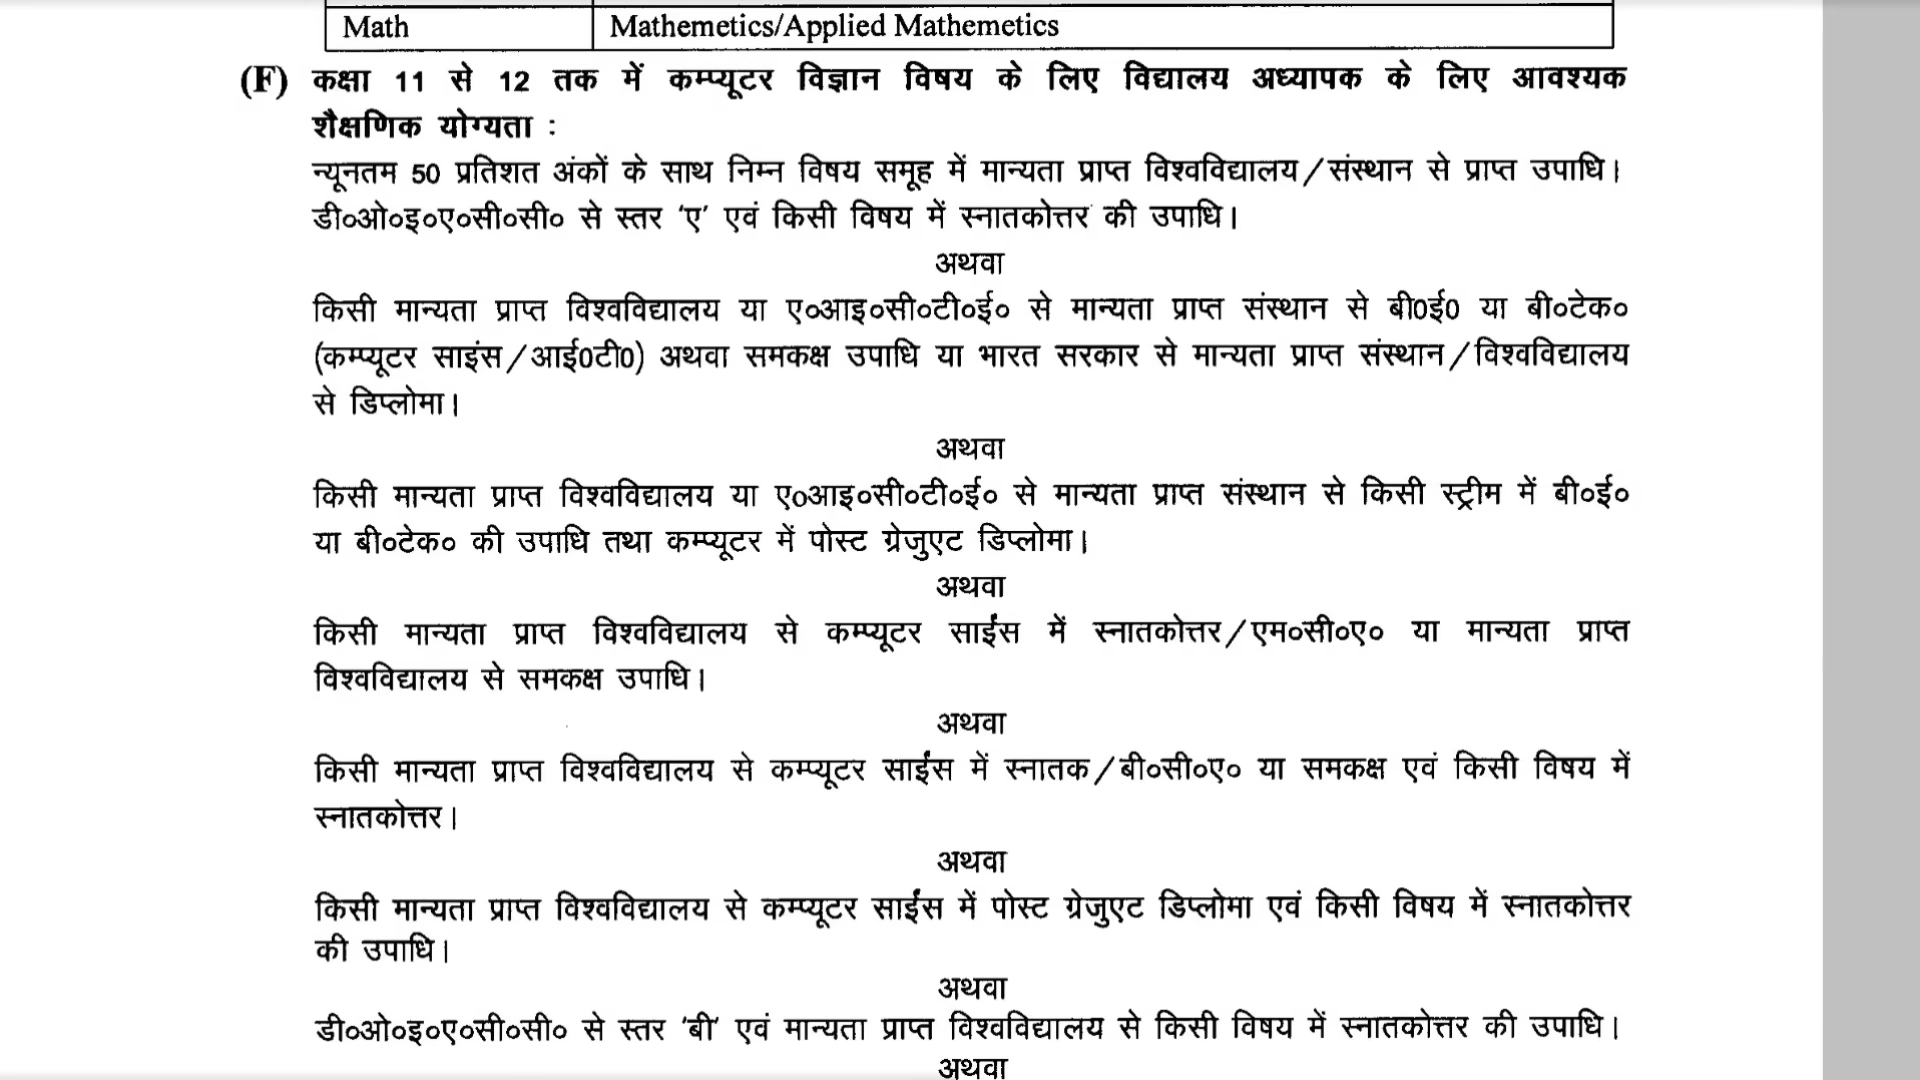 Math Mathemetics/Applied Mathemetics
(F) कक्षा 11 से 12 तक में कम्प्यूटर विज्ञान विषय के लिए विद्यालय अध्यापक के लिए आवश्यक
शैक्षणिक योग्यता :
न्यूनतम 50 प्रतिशत अंकों के साथ निम्न विषय समूह में मान्यता प्राप्त विश्वविद्यालय/संस्थान से प्राप्त उपाधि।
डी०ओ०इ०ए०सी०सी० से स्तर ‘ए’ एवं किसी विषय में स्नातकोत्तर की उपाधि।
अथवा
किसी मान्यता प्राप्त विश्वविद्यालय या ए०आइ०सी०टी०ई० से मान्यता प्राप्त संस्थान से बी0ई0 या बी०टेक०
(कम्प्यूटर साइंस/आई0टी0) अथवा समकक्ष उपाधि या भारत सरकार से मान्यता प्राप्त संस्थान/विश्वविद्यालय
से डिप्लोमा।
अथवा
किसी मान्यता प्राप्त विश्वविद्यालय या ए०आइ०सी०टी०ई० से मान्यता प्राप्त संस्थान से किसी स्ट्रीम में बी०ई०
या बी०टेक० की उपाधि तथा कम्प्यूटर में पोस्ट ग्रेजुएट डिप्लोमा।
अथवा
किसी मान्यता प्राप्त विश्वविद्यालय से कम्प्यूटर साईंस में स्नातकोत्तर/एम०सी०ए० या मान्यता प्राप्त
विश्वविद्यालय से समकक्ष उपाधि।
अथवा
किसी मान्यता प्राप्त विश्वविद्यालय से कम्प्यूटर साईंस में स्नातक/बी०सी०ए० या समकक्ष एवं किसी विषय में
स्नातकोत्तर।
अथवा
किसी मान्यता प्राप्त विश्वविद्यालय से कम्प्यूटर साईंस में पोस्ट ग्रेजुएट डिप्लोमा एवं किसी विषय में स्नातकोत्तर
की उपाधि।
अथवा
डी०ओ०इ०ए०सी०सी० से स्तर ‘बी’ एवं मान्यता प्राप्त विश्वविद्यालय से किसी विषय में स्नातकोत्तर की उपाधि।
अथवा